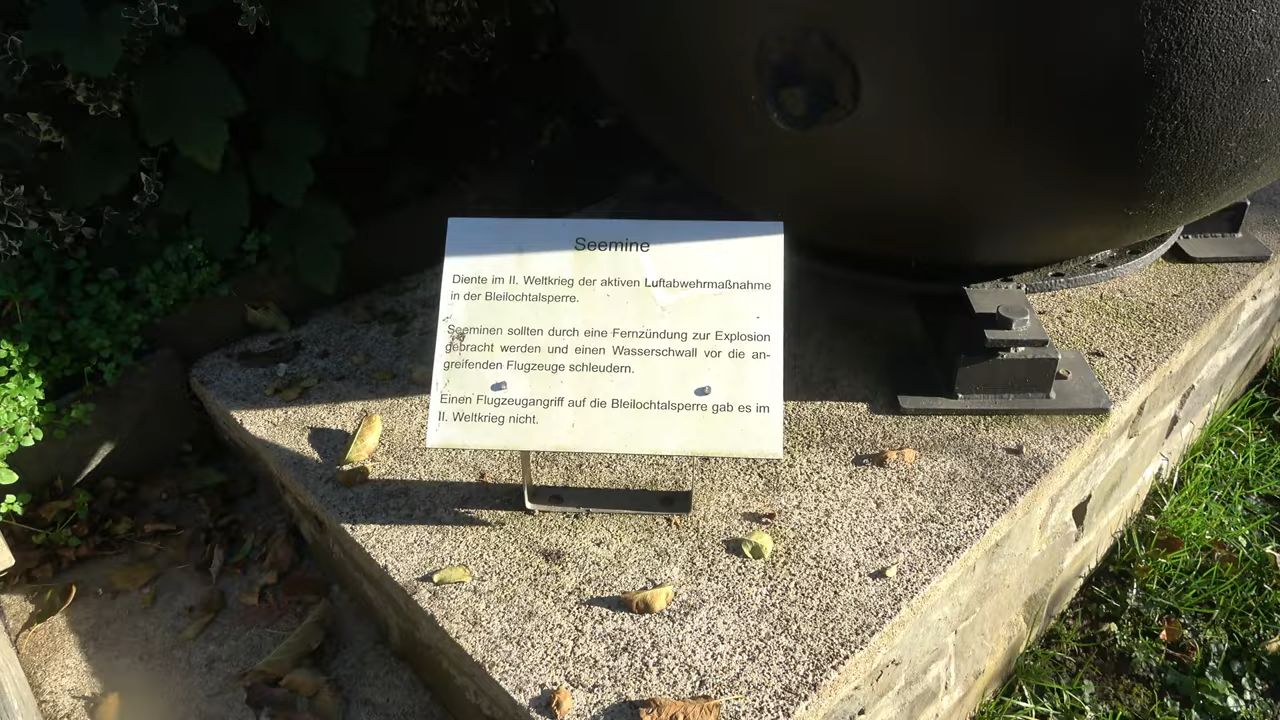 Seemine
Diente im II. Weltkrieg der aktiven Luftabwehrmaßnahme
in der Bleilochtalsperre.
Seeminen sollten durch eine Fernzündung zur Explosion
gebracht werden und einen Wasserschwall vor die an-
greifenden Flugzeuge schleudern.
Einen Flugzeugangriff auf die Bleilochtalsperre gab es im
II. Weltkrieg nicht.